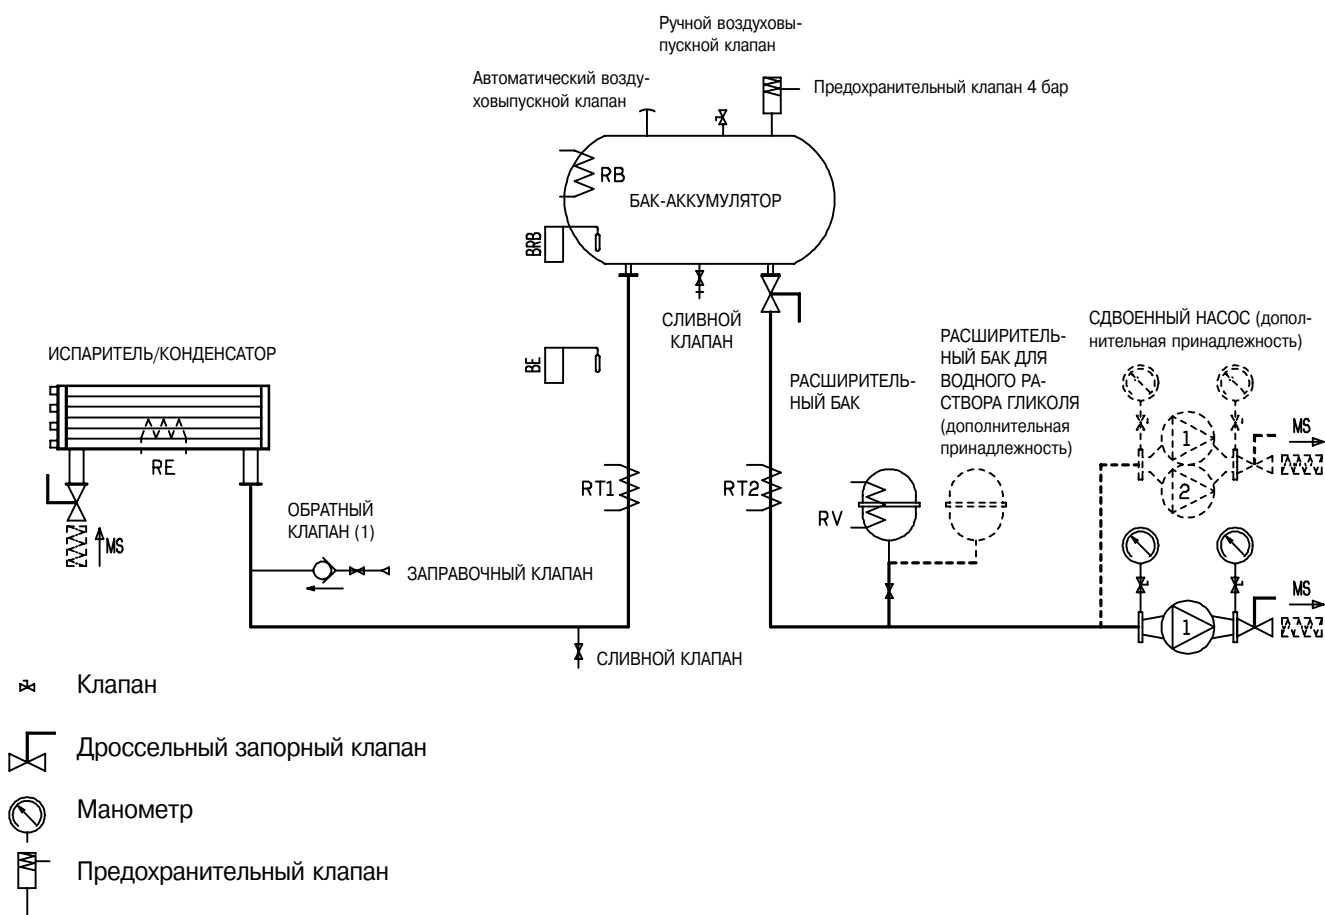 Ручной воздуховы-
пускной клапан
Автоматический возду-
ховыпускной клапан
Предохранительный клапан 4 бар
RB
БАК-АККУМУЛЯТОР
BRB
СЛИВНОЙ
КЛАПАН
BE
ИСПАРИТЕЛЬ/КОНДЕНСАТОР
RE
MS
ОБРАТНЫЙ
КЛАПАН (1)
ЗАПРАВОЧНЫЙ КЛАПАН
RT1
RT2
СЛИВНОЙ КЛАПАН
РАСШИРИТЕЛЬ-
НЫЙ БАК
RV
РАСШИРИТЕЛЬ-
НЫЙ БАК ДЛЯ
ВОДНОГО РА-
СТВОРА ГЛИКОЛЯ
(дополнительная
принадлежность)
СДВОЕННЫЙ НАСОС (допол-
нительная принадлежность)
1
2
MS
1
MS
Клапан
Дроссельный запорный клапан
Манометр
Предохранительный клапан